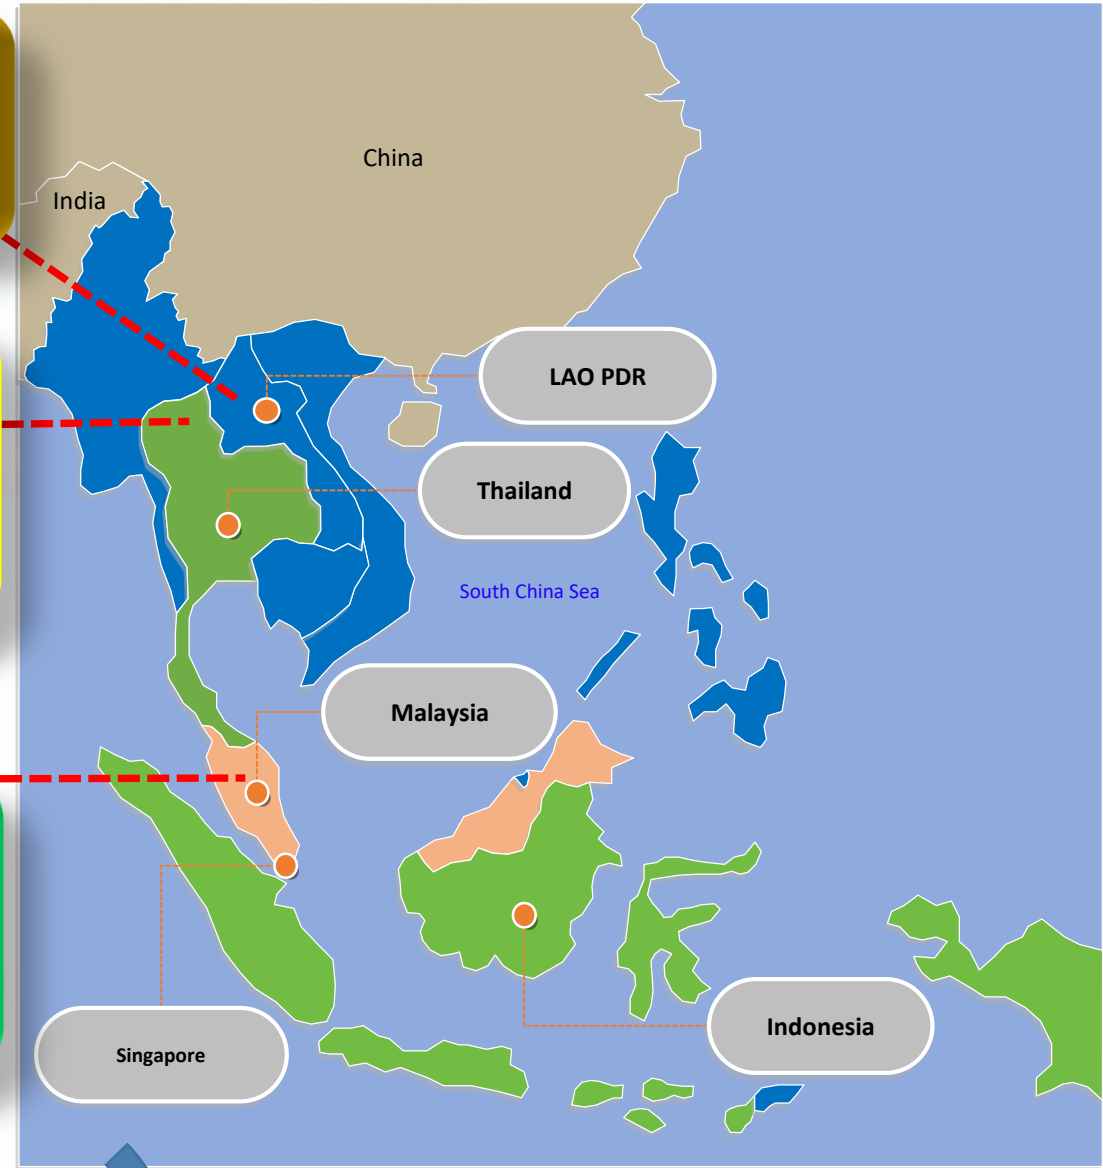 China
India
LAO PDR
Thailand
South China Sea
Malaysia
Indonesia
Singapore